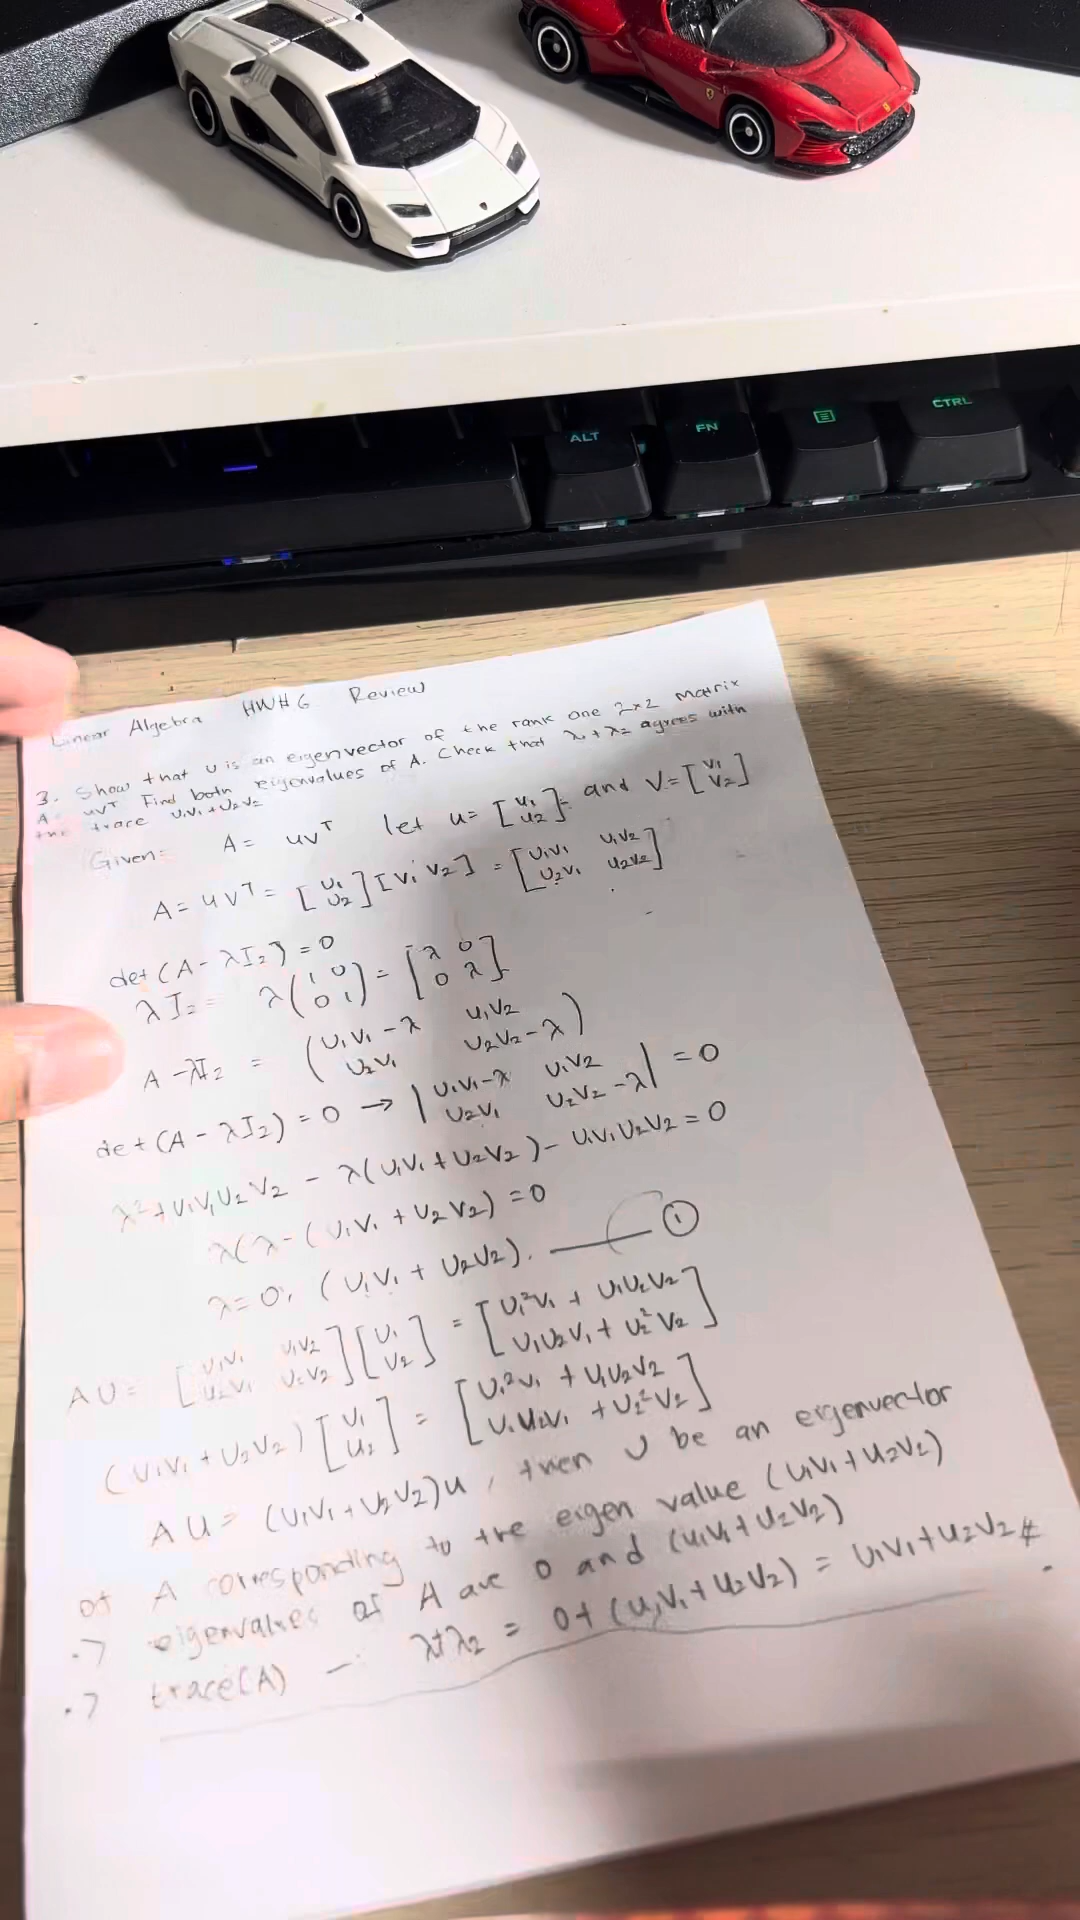 ALT
FN
CTRL
Linear Algebra HW#6 Review
3. Show that u is an eigenvector of the rank one 2×2 matrix
A = uvᵀ Find both eigenvalues of A. Check that λ₁+λ₂ agrees with
the trace u₁v₁+u₂v₂
Given: A = uvᵀ let u= [u₁ u₂] and v=[v₁ v₂]
A = uvᵀ = [u₁ u₂][v₁ v₂] = [u₁v₁ u₁v₂ u₂v₁ u₂v₂]
det(A-λI₂) = 0
λI₂ = λ(1 0 0 1) = [λ 0 0 λ]
A-λI₂ = (u₁v₁-λ u₁v₂ u₂v₁ u₂v₂-λ)
det(A-λI₂) = 0 → |u₁v₁-λ u₁v₂ u₂v₁ u₂v₂-λ| = 0
λ²+u₁v₁u₂v₂ - λ(u₁v₁+u₂v₂)-u₁v₁u₂v₂ = 0
λ(λ-(u₁v₁+u₂v₂) = 0
λ=0, (u₁v₁+u₂v₂). ①
Au= [u₁v₁ u₁v₂ u₂v₁ u₂v₂][u₁ u₂] = [u₁²v₁+u₁u₂v₂ u₁u₂v₁+u₂²v₂]
(u₁v₁+u₂v₂)[u₁ u₂] = [u₁²v₁+u₁u₂v₂ u₁u₂v₁+u₂²v₂]
Au= (u₁v₁+u₂v₂)u, then u be an eigenvector
of A corresponding to the eigen value (u₁v₁+u₂v₂)
.7 eigenvalues of A are 0 and (u₁v₁+u₂v₂)
.7 trace(A) — λ+λ₂ = 0+(u₁v₁+u₂v₂) = u₁v₁+u₂v₂#